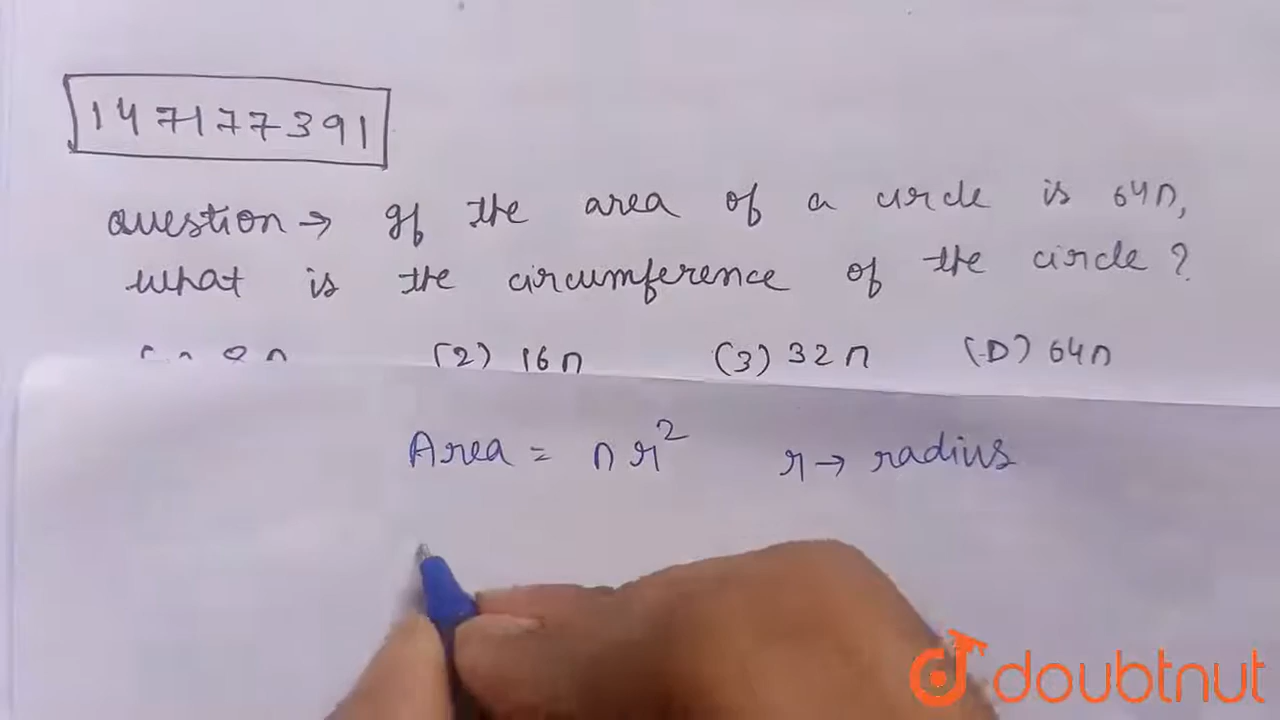 147177391
question → If the area of a circle is 64π,
what is the circumference of the circle ?
(2) 16π (3) 32π (D) 64π
Area = πr² r → radius
doubtnut